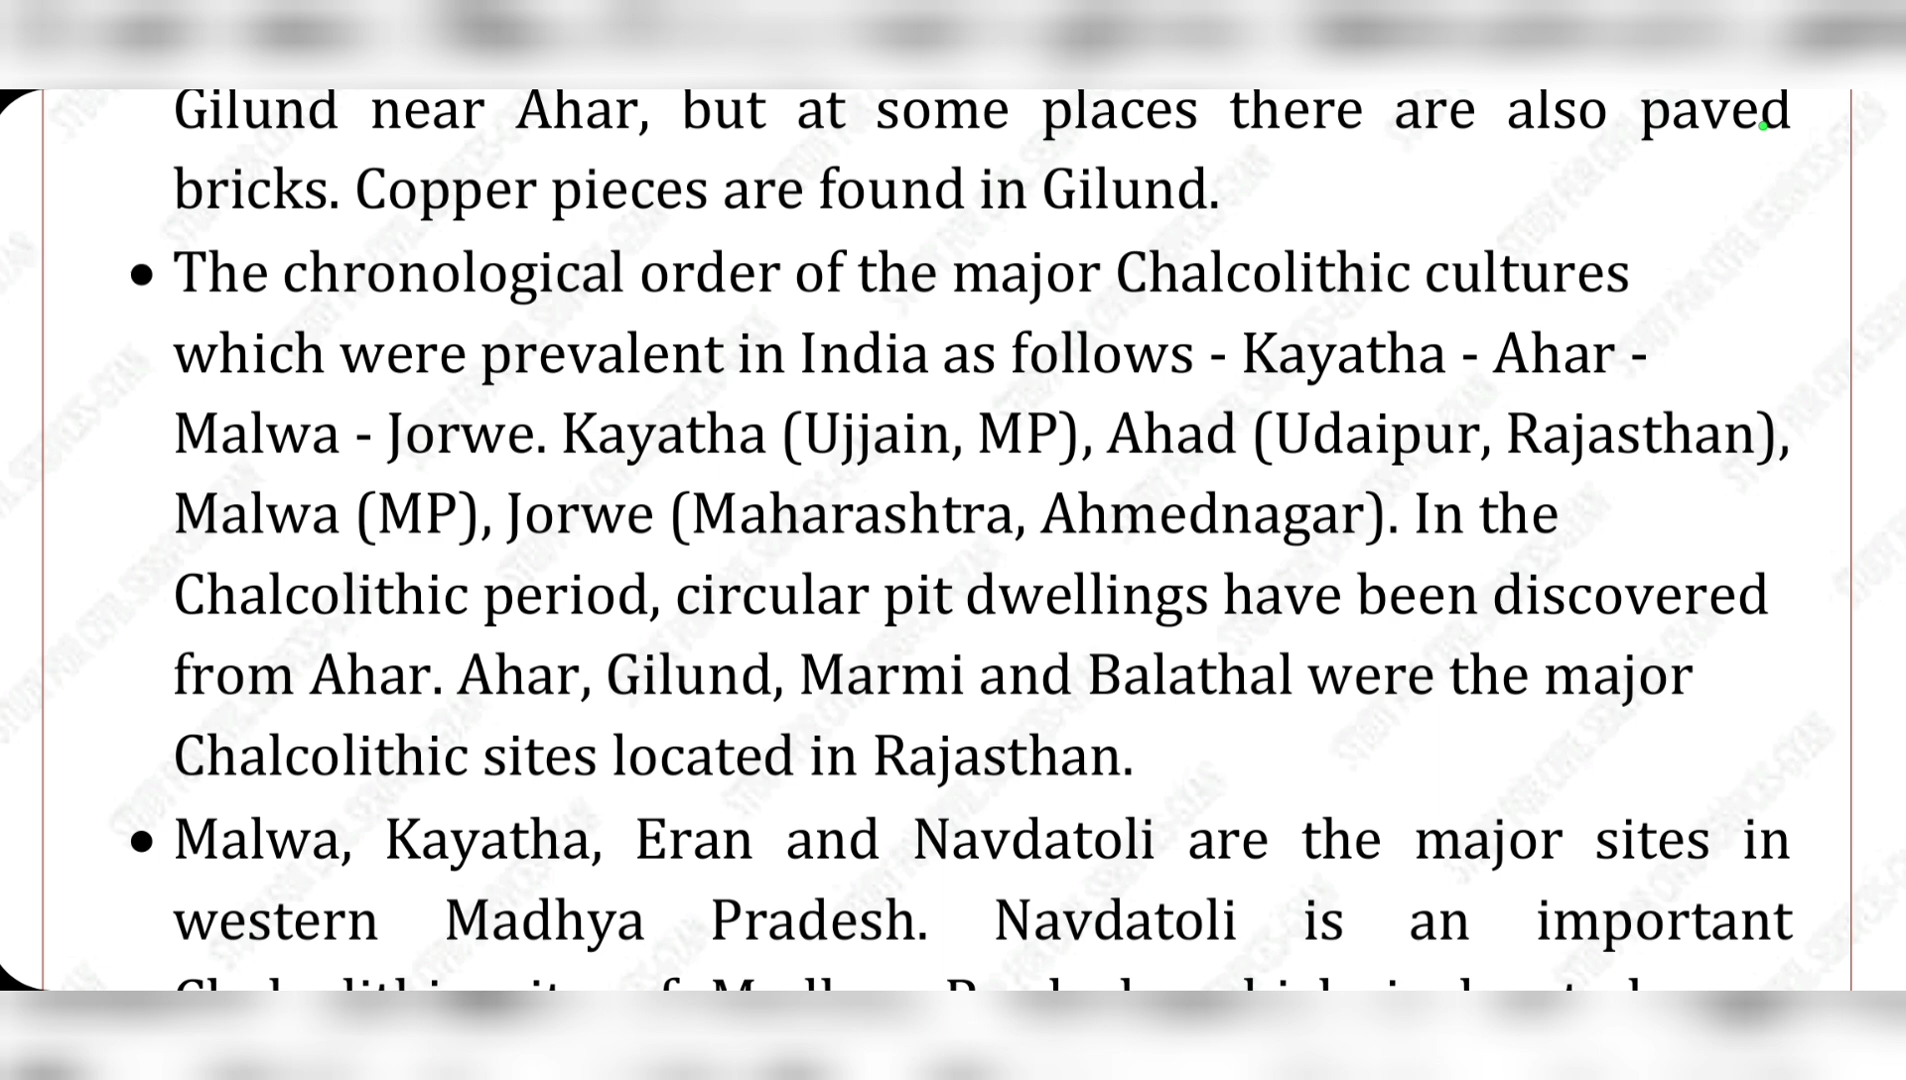 Gilund near Ahar, but at some places there are also paved
bricks. Copper pieces are found in Gilund.
• The chronological order of the major Chalcolithic cultures
which were prevalent in India as follows - Kayatha - Ahar -
Malwa - Jorwe. Kayatha (Ujjain, MP), Ahad (Udaipur, Rajasthan),
Malwa (MP), Jorwe (Maharashtra, Ahmednagar). In the
Chalcolithic period, circular pit dwellings have been discovered
from Ahar. Ahar, Gilund, Marmi and Balathal were the major
Chalcolithic sites located in Rajasthan.
• Malwa, Kayatha, Eran and Navdatoli are the major sites in
western Madhya Pradesh. Navdatoli is an important